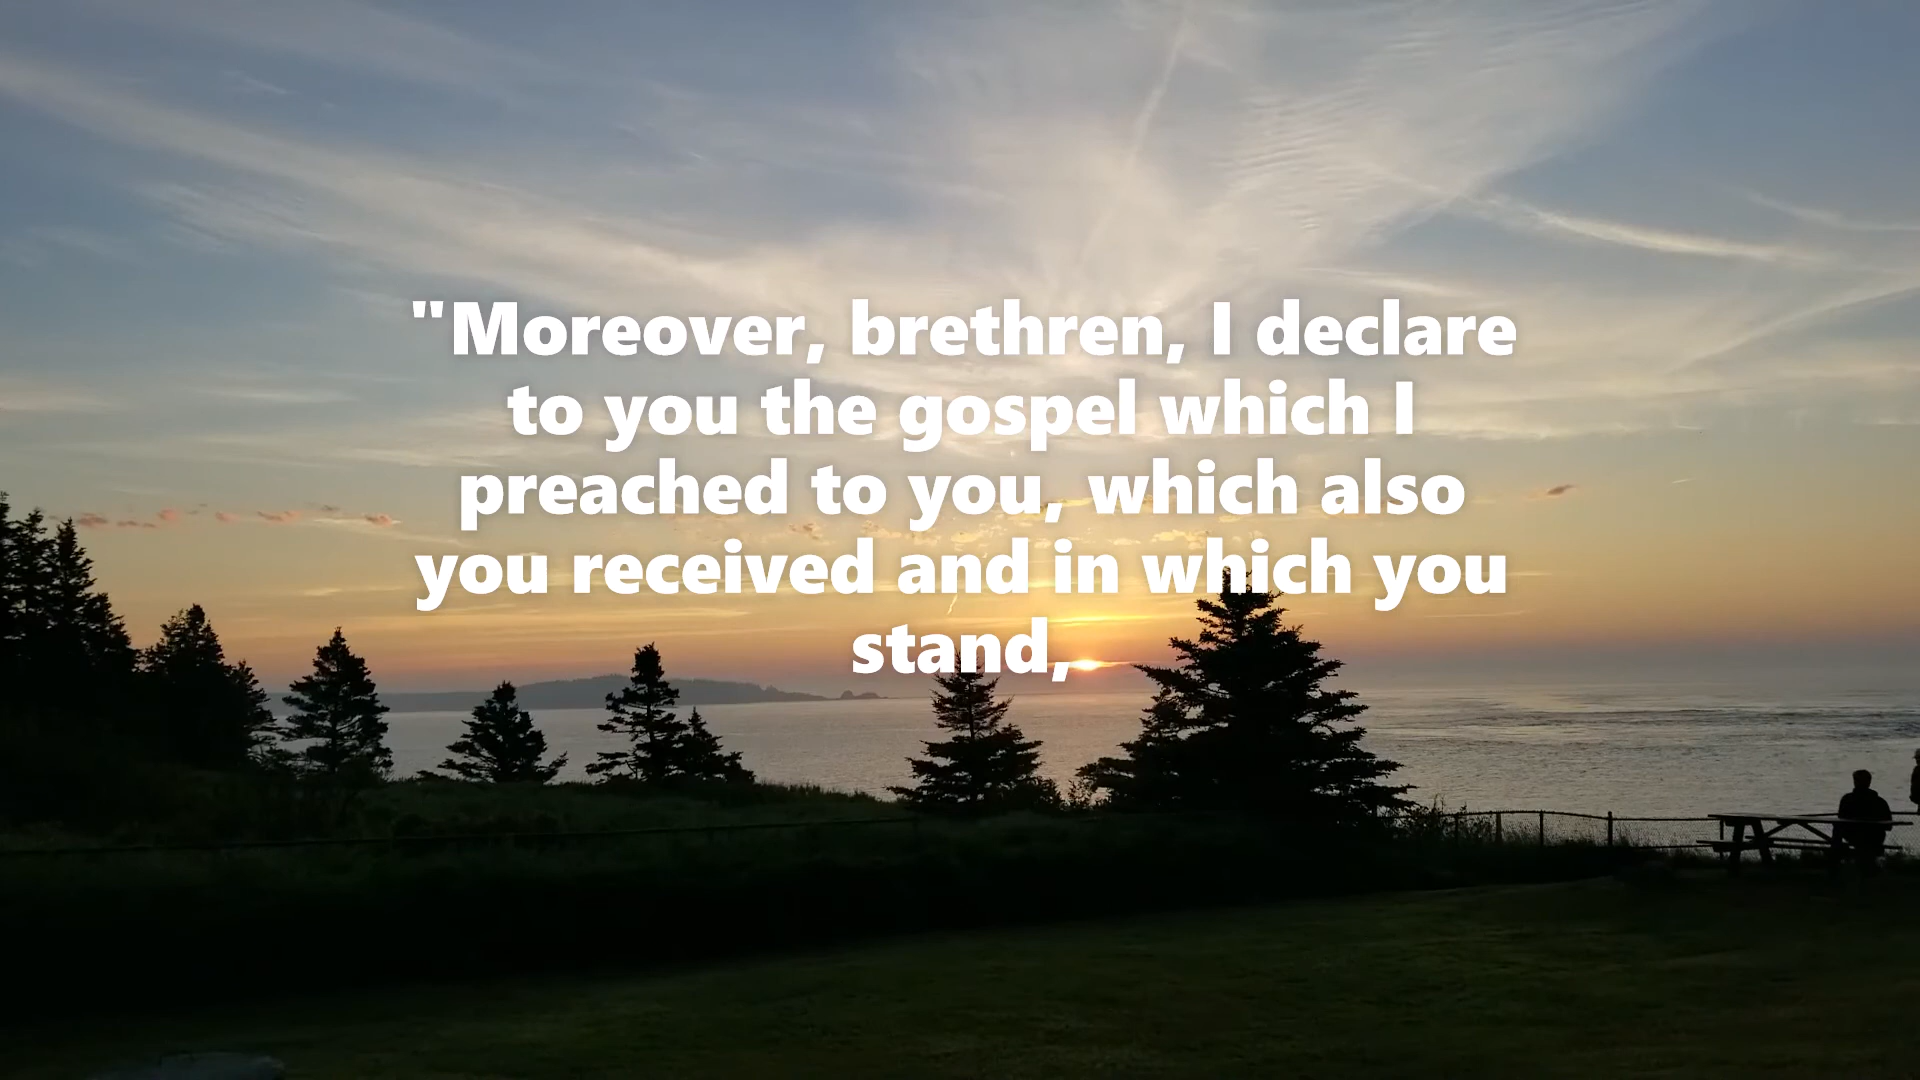 "Moreover, brethren, I declare
to you the gospel which I
preached to you, which also
you received and in which you
stand,